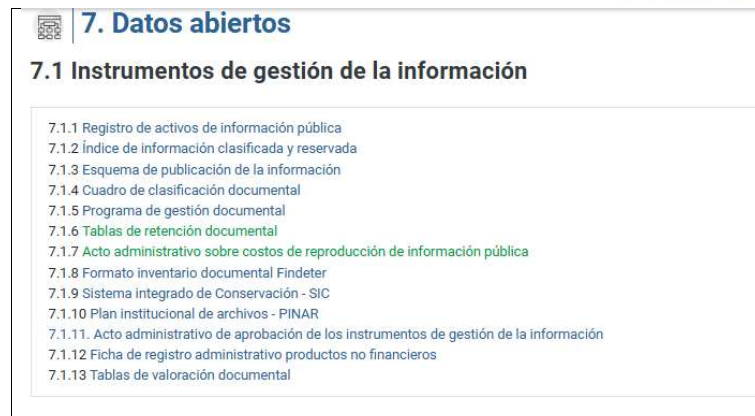 7. Datos abiertos
7.1 Instrumentos de gestión de la información
7.1.1 Registro de activos de información pública
7.1.2 Índice de información clasificada y reservada
7.1.3 Esquema de publicación de la información
7.1.4 Cuadro de clasificación documental
7.1.5 Programa de gestión documental
7.1.6 Tablas de retención documental
7.1.7 Acto administrativo sobre costos de reproducción de información pública
7.1.8 Formato inventario documental Findeter
7.1.9 Sistema integrado de Conservación - SIC
7.1.10 Plan institucional de archivos - PINAR
7.1.11. Acto administrativo de aprobación de los instrumentos de gestión de la información
7.1.12 Ficha de registro administrativo productos no financieros
7.1.13 Tablas de valoración documental